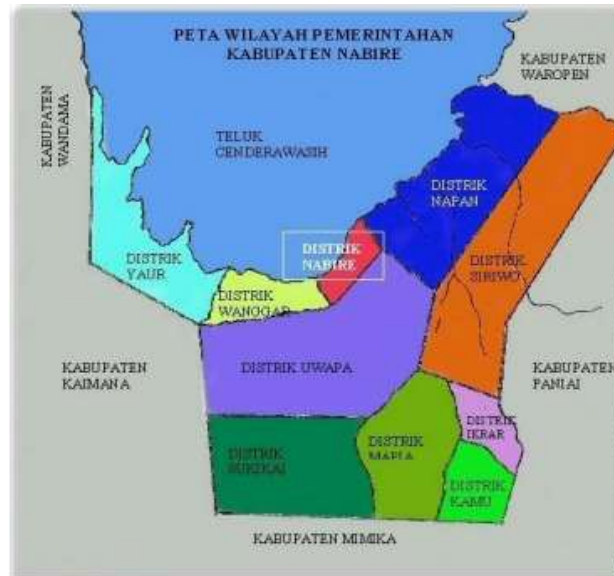 PETA WILAYAH PEMERINTAHAN
KABUPATEN NABIRE
KABUPATEN
WAROPEN
KABUPATEN
WANDAMA
TELUK
CENDERAWASIH
DISTRIK
NAPAN
DISTRIK
NABIRE
DISTRIK
YAUR
DISTRIK
SIRIWO
DISTRIK
WANGGAR
KABUPATEN
KAIMANA
DISTRIK UWAPA
KABUPATEN
PANIAI
DISTRIK
IKRAR
DISTRIK
SUKIKAI
DISTRIK
MAPIA
DISTRIK
KAMU
KABUPATEN MIMIKA